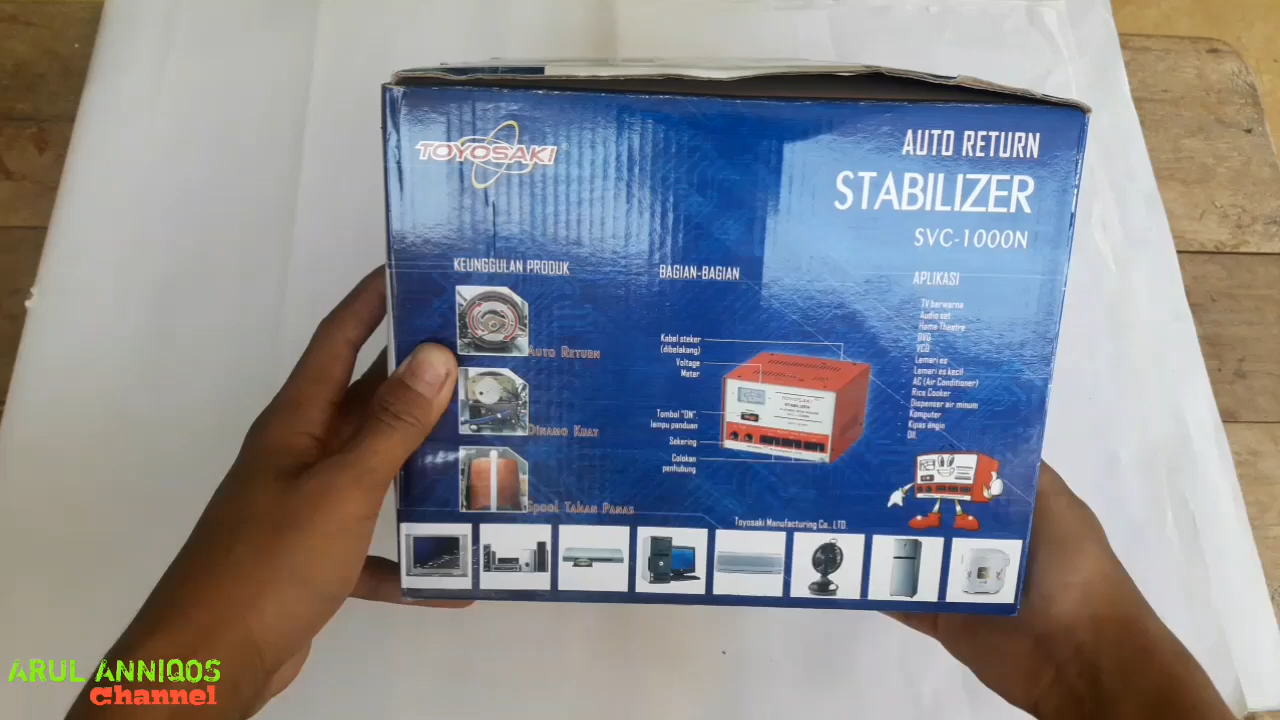 TOYOSAKI
AUTO RETURN
STABILIZER
SVC-1000N
KEUNGGULAN PRODUK
Auto Return
Dinamo Kuat
Spool Tahan Panas
BAGIAN-BAGIAN
Kabel steker
(dibelakang)
Voltage
Meter
Tombol "ON",
lampu panduan
Sekering
Colokan
penhubung
TOYOSAKI
STABILIZER
APLIKASI
TV berwarna
Audio set
Home Theatre
DVD
VCD
Lemari es
Lemari es kecil
AC (Air Conditioner)
Rice Cooker
Dispenser air minum
Komputer
Kipas angin
Dll.
Toyosaki Manufacturing Co., LTD.
ARUL ANNIQOS
Channel